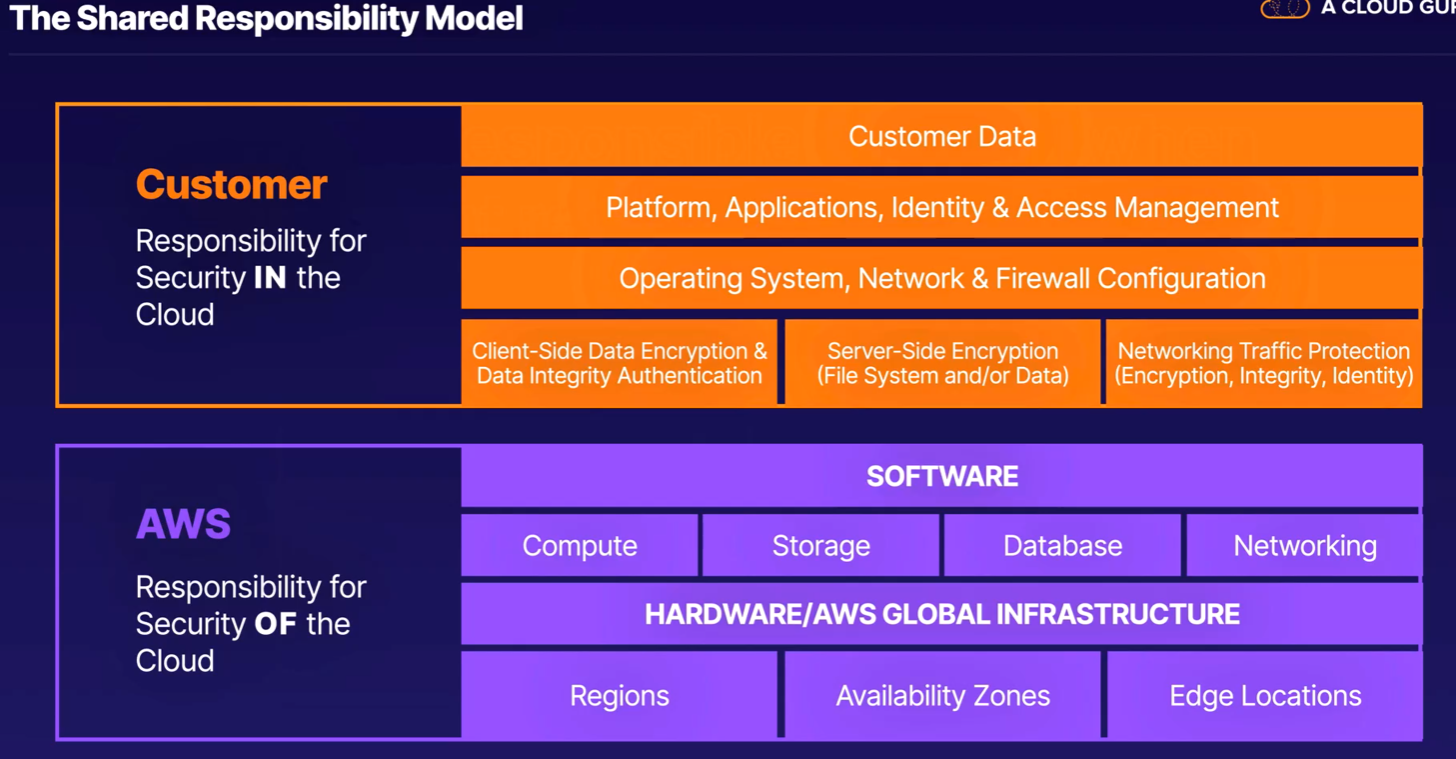 The Shared Responsibility Model
A CLOUD GUR
Customer
Responsibility for
Security IN the
Cloud
Customer Data
Platform, Applications, Identity & Access Management
Operating System, Network & Firewall Configuration
Client-Side Data Encryption &
Data Integrity Authentication
Server-Side Encryption
(File System and/or Data)
Networking Traffic Protection
(Encryption, Integrity, Identity)
AWS
Responsibility for
Security OF the
Cloud
SOFTWARE
Compute
Storage
Database
Networking
HARDWARE/AWS GLOBAL INFRASTRUCTURE
Regions
Availability Zones
Edge Locations